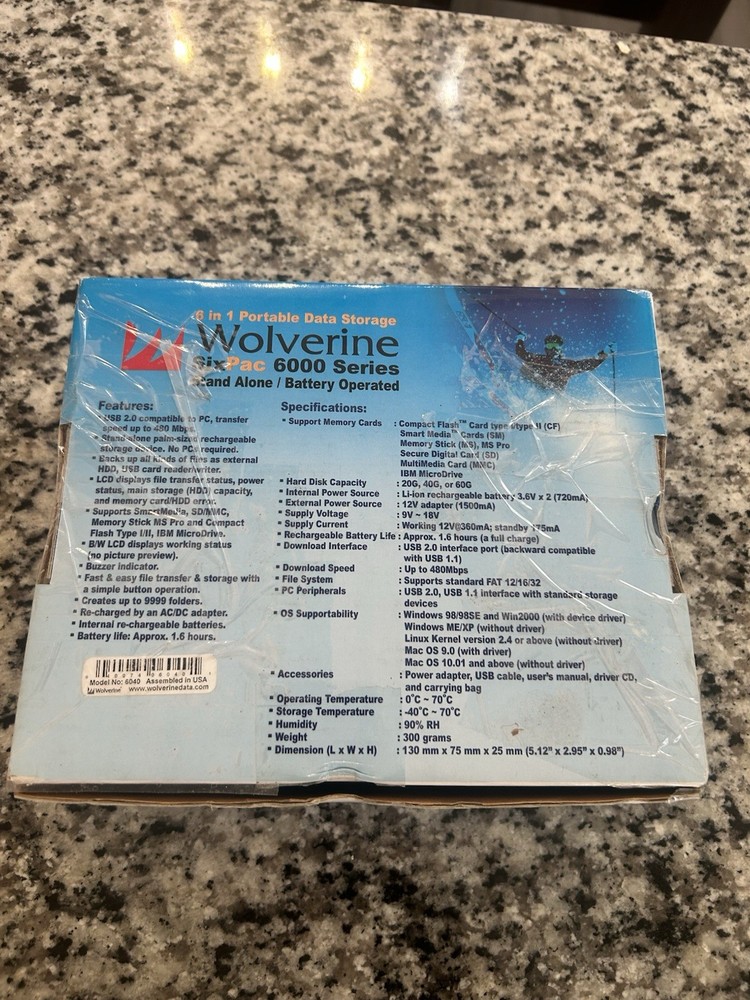 6 in 1 Portable Data Storage
Wolverine
SixPac 6000 Series
Stand Alone / Battery Operated
Features:
USB 2.0 compatible to PC, transfer
speed up to 480 Mbps.
Stand-alone palm-sized rechargeable
storage device. No PCs required.
Backs up all kinds of Files as external
HDD, USB card reader/writer.
LCD displays file transfer status, power
status, main storage (HDD) capacity,
and memory card/HDD error.
Supports SmartMedia, SD/MMC,
Memory Stick MS Pro and Compact
Flash Type I/II, IBM MicroDrive.
B/W LCD displays working status
(no picture preview).
Buzzer indicator.
Fast & easy file transfer & storage with
a simple button operation.
Creates up to 9999 folders.
Re-charged by an AC/DC adapter.
Internal rechargeable batteries.
Battery life: Approx. 1.6 hours.
Model No: 6040 Assembled in USA
Wolverine www.wolverinedata.com
Specifications:
Support Memory Cards : Compact Flash™ Card type I/type II (CF)
Smart Media™ Cards (SM)
Memory Stick (MS), MS Pro
Secure Digital Card (SD)
MultiMedia Card (MMC)
IBM MicroDrive
Hard Disk Capacity : 20G, 40G, or 60G
Internal Power Source : Li-ion rechargeable battery 3.6V x 2 (720mA)
External Power Source : 12V adapter (1500mA)
Supply Voltage : 9V ~ 18V
Supply Current : Working 12V@360mA; standby 175mA
Rechargeable Battery Life : Approx. 1.6 hours (a full charge)
Download Interface : USB 2.0 interface port (backward compatible
with USB 1.1)
Download Speed : Up to 480Mbps
File System : Supports standard FAT 12/16/32
PC Peripherals : USB 2.0, USB 1.1 interface with standard storage
devices
OS Supportability : Windows 98/98SE and Win2000 (with device driver)
Windows ME/XP (without driver)
Linux Kernel version 2.4 or above (without driver)
Mac OS 9.0 (with driver)
Mac OS 10.01 and above (without driver)
Accessories : Power adapter, USB cable, user's manual, driver CD,
and carrying bag
Operating Temperature : 0˚C ~ 70˚C
Storage Temperature : -40˚C ~ 70˚C
Humidity : 90% RH
Weight : 300 grams
Dimension (L x W x H) : 130 mm x 75 mm x 25 mm (5.12" x 2.95" x 0.98")